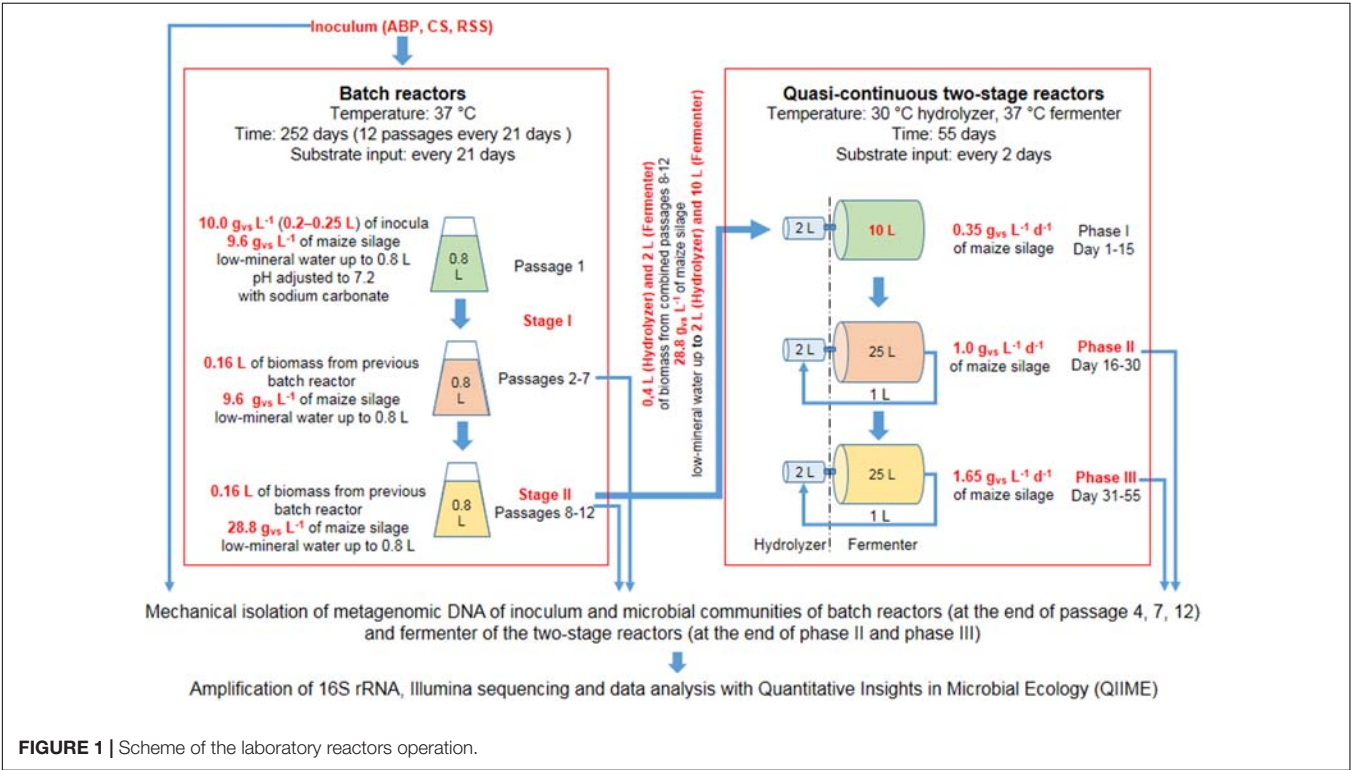 Inoculum (ABP, CS, RSS)
Batch reactors
Temperature: 37 °C
Time: 252 days (12 passages every 21 days )
Substrate input: every 21 days
10.0 gvs L-1 (0.2–0.25 L) of inocula
9.6 gvs L-1 of maize silage
low-mineral water up to 0.8 L
pH adjusted to 7.2
with sodium carbonate
0.8
L
Passage 1
Stage I
0.16 L of biomass from previous
batch reactor
9.6 gvs L-1 of maize silage
low-mineral water up to 0.8 L
0.8
L
Passages 2-7
0.16 L of biomass from previous
batch reactor
28.8 gvs L-1 of maize silage
low-mineral water up to 0.8 L
0.8
L
Stage II
Passages 8-12
0,4 L (Hydrolyzer) and 2 L (Fermenter)
of biomass from combined passages 8-12
28.8 gvs L-1 of maize silage
low-mineral water up to 2 L (Hydrolyzer) and 10 L (Fermenter)
Quasi-continuous two-stage reactors
Temperature: 30 °C hydrolyzer, 37 °C fermenter
Time: 55 days
Substrate input: every 2 days
2 L
10 L
0.35 gvs L-1 d-1
of maize silage
Phase I
Day 1-15
2 L
25 L
1 L
1.0 gvs L-1 d-1
of maize silage
Phase II
Day 16-30
2 L
25 L
1 L
1.65 gvs L-1 d-1
of maize silage
Phase III
Day 31-55
Hydrolyzer
Fermenter
Mechanical isolation of metagenomic DNA of inoculum and microbial communities of batch reactors (at the end of passage 4, 7, 12)
and fermenter of the two-stage reactors (at the end of phase II and phase III)
Amplification of 16S rRNA, Illumina sequencing and data analysis with Quantitative Insights in Microbial Ecology (QIIME)
FIGURE 1 | Scheme of the laboratory reactors operation.